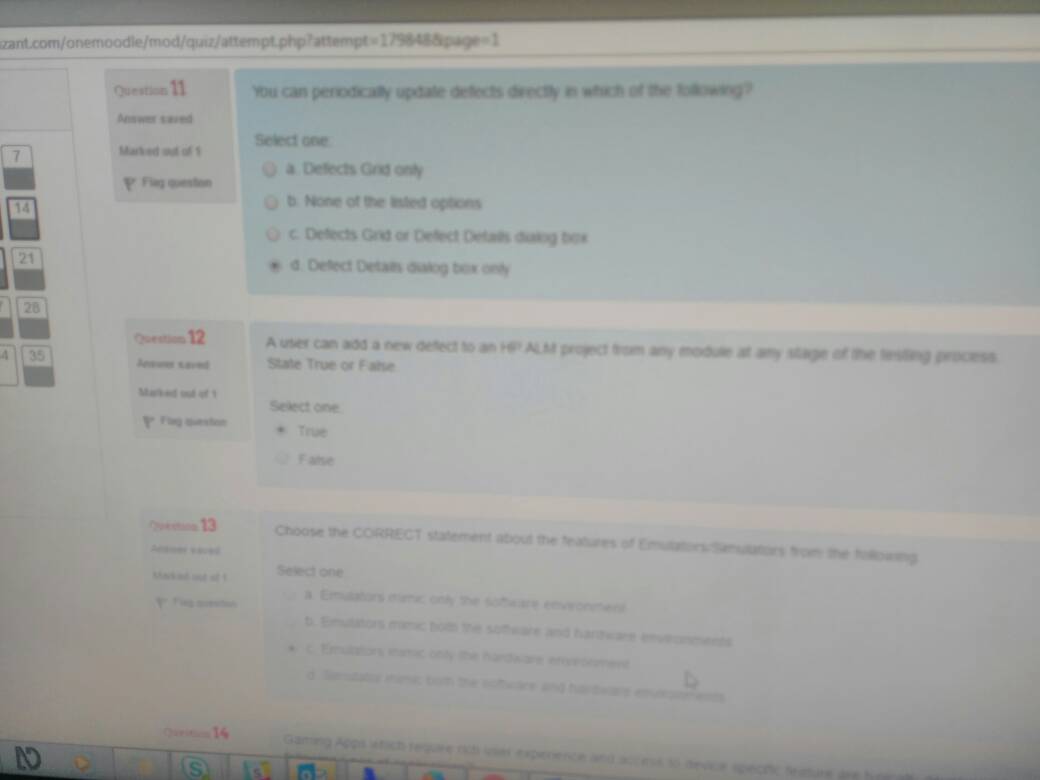 zant.com/onemoodle/mod/quiz/attempt.php?attempt=179848&page=1
Question 11
Answer saved
Marked out of 1
Flag question
You can periodically update defects directly in which of the following?
Select one:
a. Defects Grid only
b. None of the listed options
c. Defects Grid or Defect Details dialog box
d. Defect Details dialog box only
7
14
21
28
4 35
Question 12
Answer saved
Marked out of 1
Flag question
A user can add a new defect to an HP ALM project from any module at any stage of the testing process.
State True or False.
Select one:
True
False
Question 13
Answer saved
Marked out of 1
Flag question
Choose the CORRECT statement about the features of Emulators/Simulators from the following
Select one:
a. Emulators mimic only the software environment
b. Emulators mimic both the software and hardware environments
c. Emulators mimic only the hardware environment
d. Simulator mimic both the software and hardware environments
Question 14
Gaming Apps which require rich user experience and access to device specific feature are